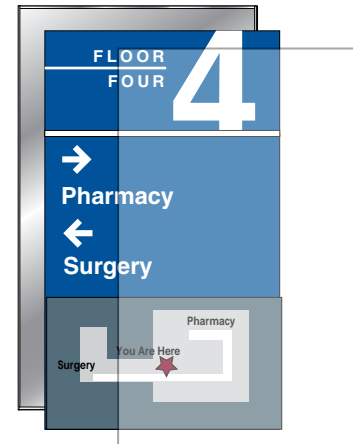 FLOOR
FOUR
4
→
Pharmacy
←
Surgery
Pharmacy
You Are Here
Surgery